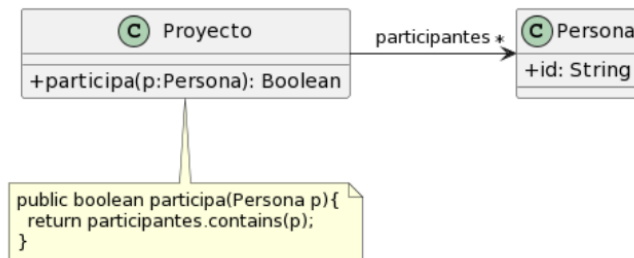 C Proyecto
participantes *
C Persona
+participa(p:Persona): Boolean
+id: String
public boolean participa(Persona p){
return participantes.contains(p);
}